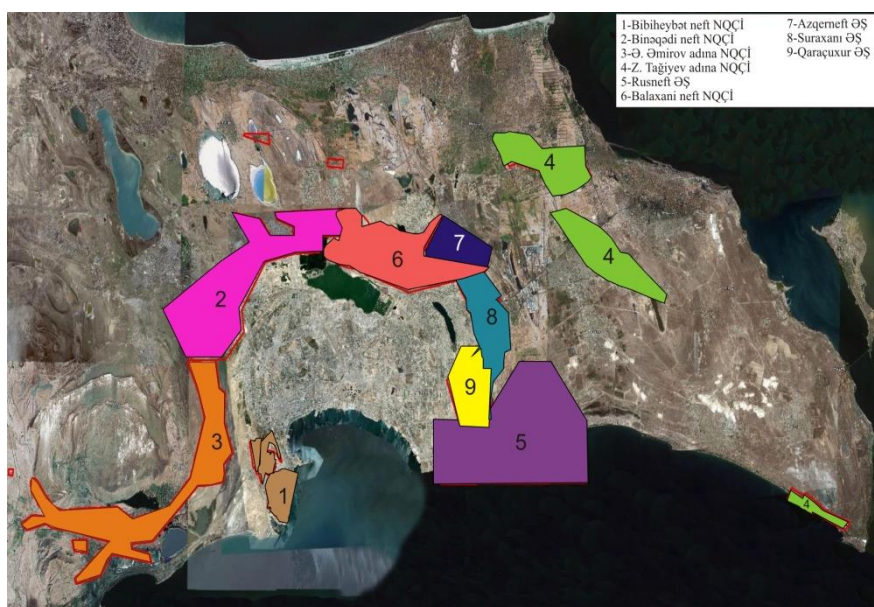 1-Bibiheybət neft NQÇİ
2-Binəqədi neft NQÇİ
3-Ə. Əmirov adına NQÇİ
4-Z. Tağıyev adına NQÇİ
5-Rusneft ƏŞ
6-Balaxani neft NQÇİ
7-Azqerneft ƏŞ
8-Suraxanı ƏŞ
9-Qaraçuxur ƏŞ
4
7
4
6
2
8
9
3
5
1
4